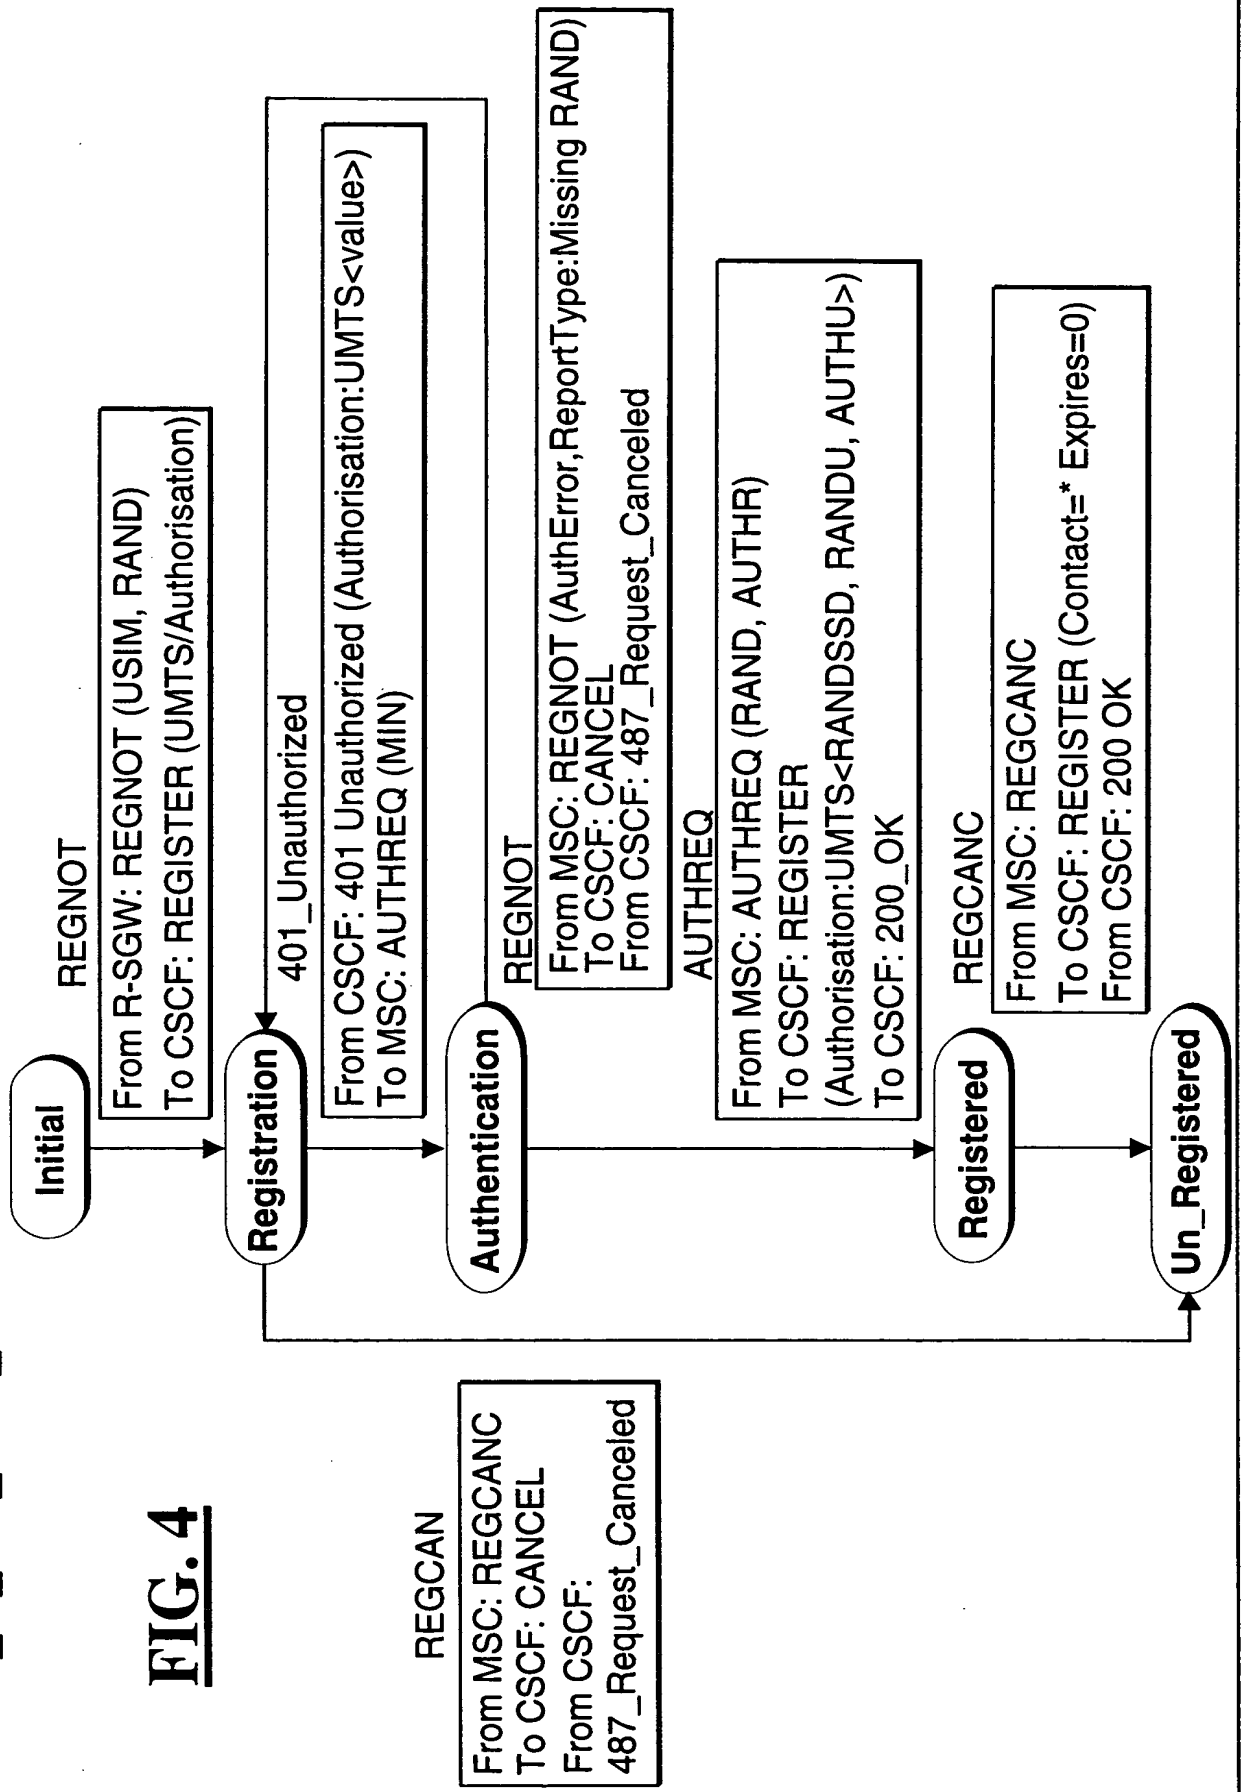 FIG. 4
Initial
REGNOT
From R-SGW: REGNOT (USIM, RAND)
To CSCF: REGISTER (UMTS/Authorisation)
Registration
401_Unauthorized
From CSCF: 401 Unauthorized (Authorisation:UMTS<value>)
To MSC: AUTHREQ (MIN)
Authentication
REGNOT
From MSC: REGNOT (AuthError,ReportType:Missing RAND)
To CSCF: CANCEL
From CSCF: 487_Request_Canceled
AUTHREQ
From MSC: AUTHREQ (RAND, AUTHR)
To CSCF: REGISTER
(Authorisation:UMTS<RANDSSD, RANDU, AUTHU>)
To CSCF: 200_OK
Registered
REGCANC
From MSC: REGCANC
To CSCF: REGISTER (Contact=* Expires=0)
From CSCF: 200 OK
Un_Registered
REGCAN
From MSC: REGCANC
To CSCF: CANCEL
From CSCF:
487_Request_Canceled